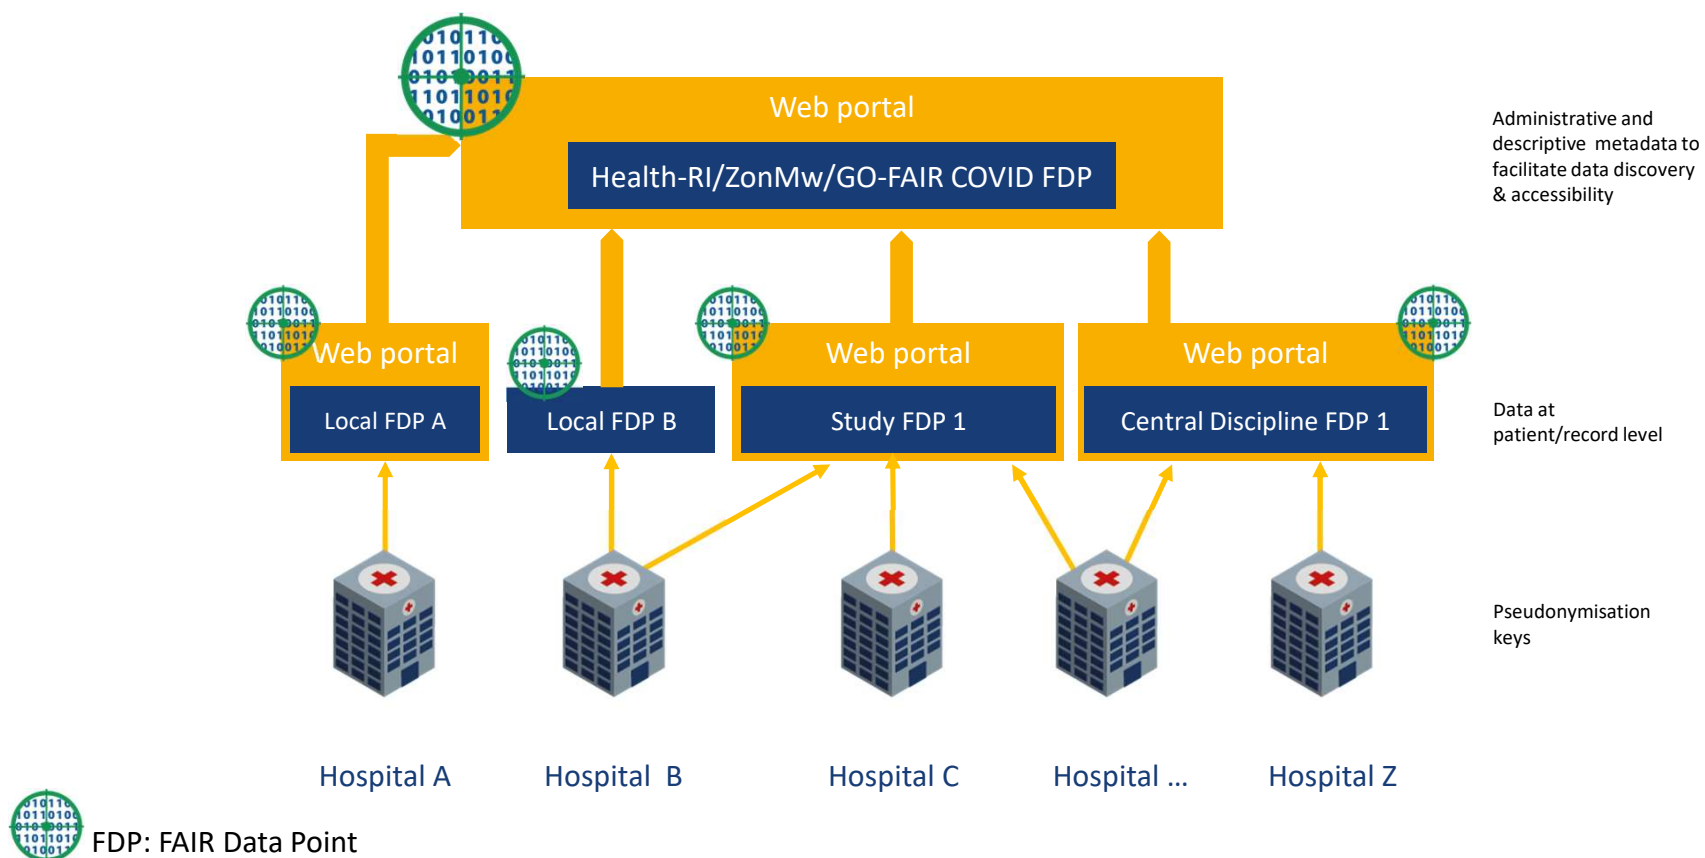 Web portal
Health-RI/ZonMw/GO-FAIR COVID FDP
Administrative and
descriptive metadata to
facilitate data discovery
& accessibility
Web portal
Web portal
Web portal
Local FDP A
Local FDP B
Study FDP 1
Central Discipline FDP 1
Data at
patient/record level
Pseudonymisation
keys
Hospital A
Hospital B
Hospital C
Hospital ...
Hospital Z
FDP: FAIR Data Point